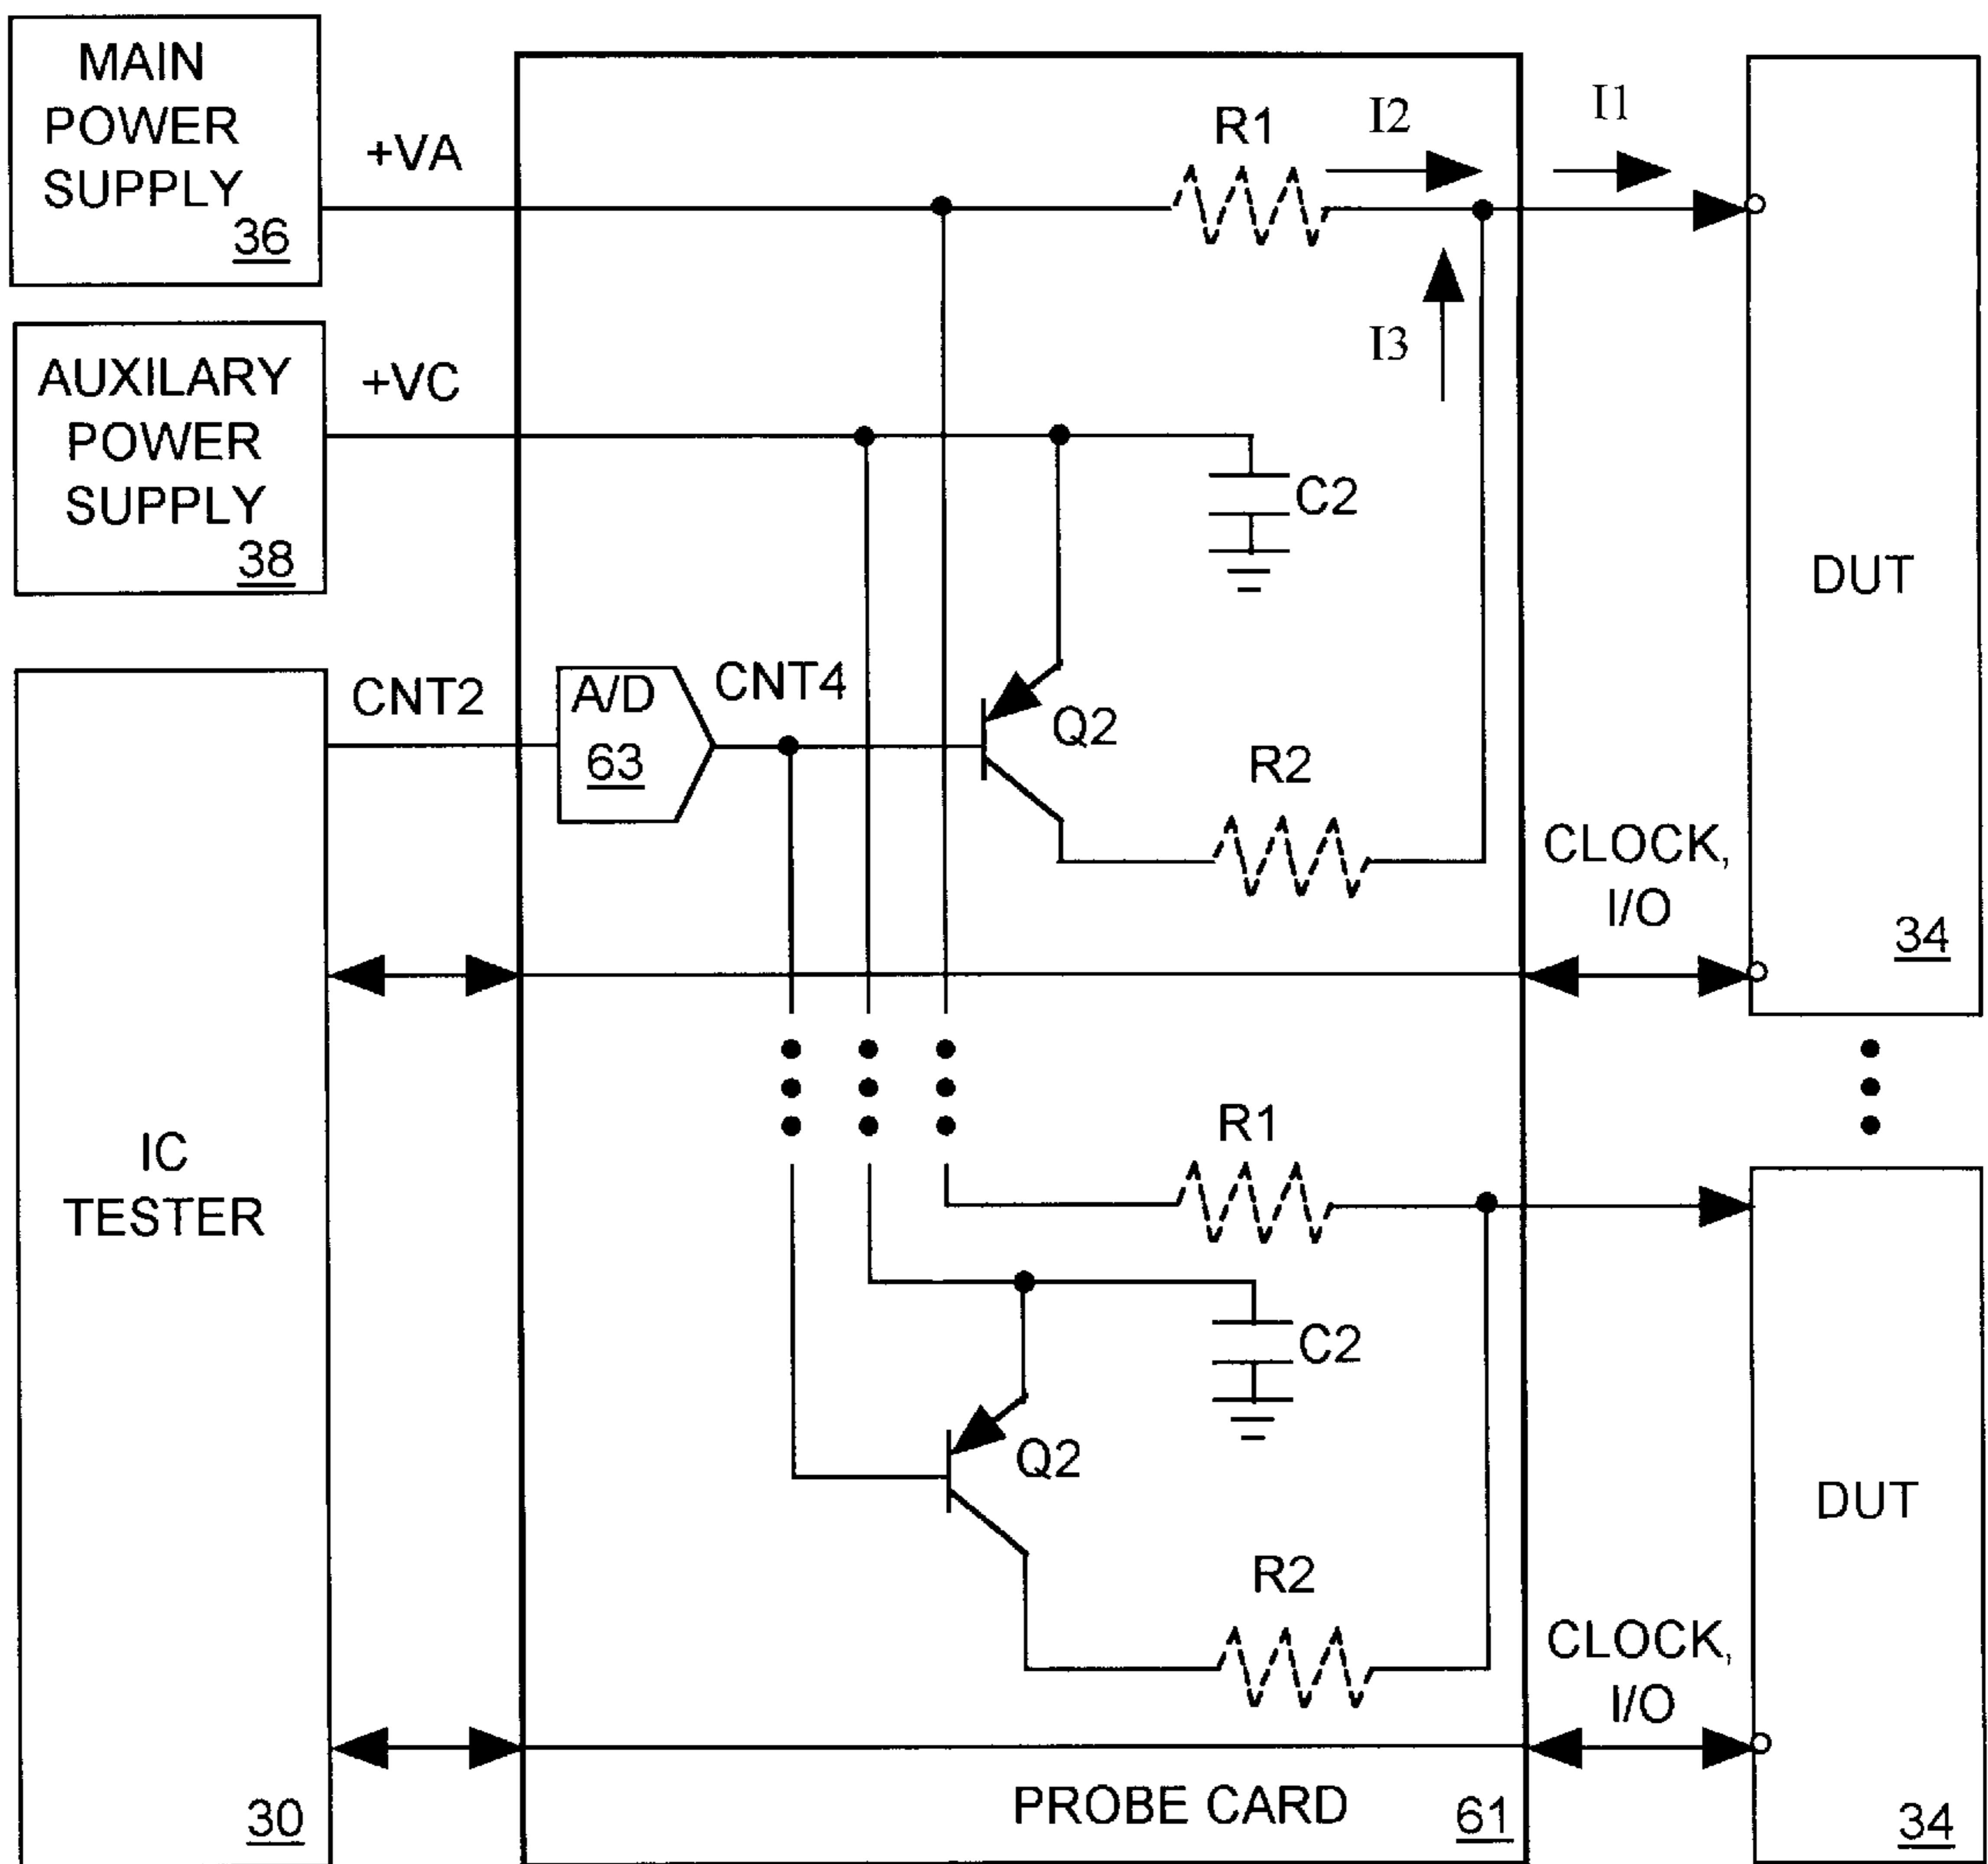 MAIN
POWER
SUPPLY
36
+VA
R1
I2
I1
I3
AUXILARY
POWER
SUPPLY
38
+VC
C2
DUT
34
CNT2
A/D
63
CNT4
Q2
R2
CLOCK,
I/O
IC
TESTER
30
R1
C2
Q2
R2
DUT
34
CLOCK,
I/O
PROBE CARD
61